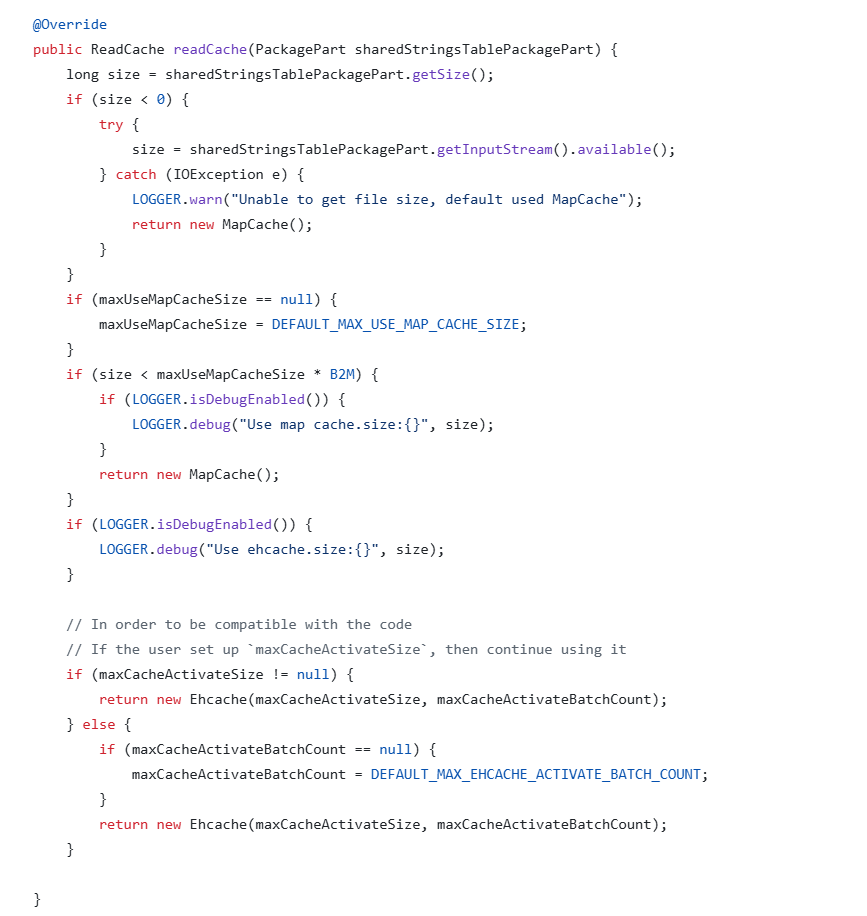 @Override
public ReadCache readCache(PackagePart sharedStringsTablePackagePart) {
    long size = sharedStringsTablePackagePart.getSize();
    if (size < 0) {
        try {
            size = sharedStringsTablePackagePart.getInputStream().available();
        } catch (IOException e) {
            LOGGER.warn("Unable to get file size, default used MapCache");
            return new MapCache();
        }
    }
    if (maxUseMapCacheSize == null) {
        maxUseMapCacheSize = DEFAULT_MAX_USE_MAP_CACHE_SIZE;
    }
    if (size < maxUseMapCacheSize * B2M) {
        if (LOGGER.isDebugEnabled()) {
            LOGGER.debug("Use map cache.size:{}", size);
        }
        return new MapCache();
    }
    if (LOGGER.isDebugEnabled()) {
        LOGGER.debug("Use ehcache.size:{}", size);
    }

    // In order to be compatible with the code
    // If the user set up `maxCacheActivateSize`, then continue using it
    if (maxCacheActivateSize != null) {
        return new Ehcache(maxCacheActivateSize, maxCacheActivateBatchCount);
    } else {
        if (maxCacheActivateBatchCount == null) {
            maxCacheActivateBatchCount = DEFAULT_MAX_EHCACHE_ACTIVATE_BATCH_COUNT;
        }
        return new Ehcache(maxCacheActivateSize, maxCacheActivateBatchCount);
    }

}